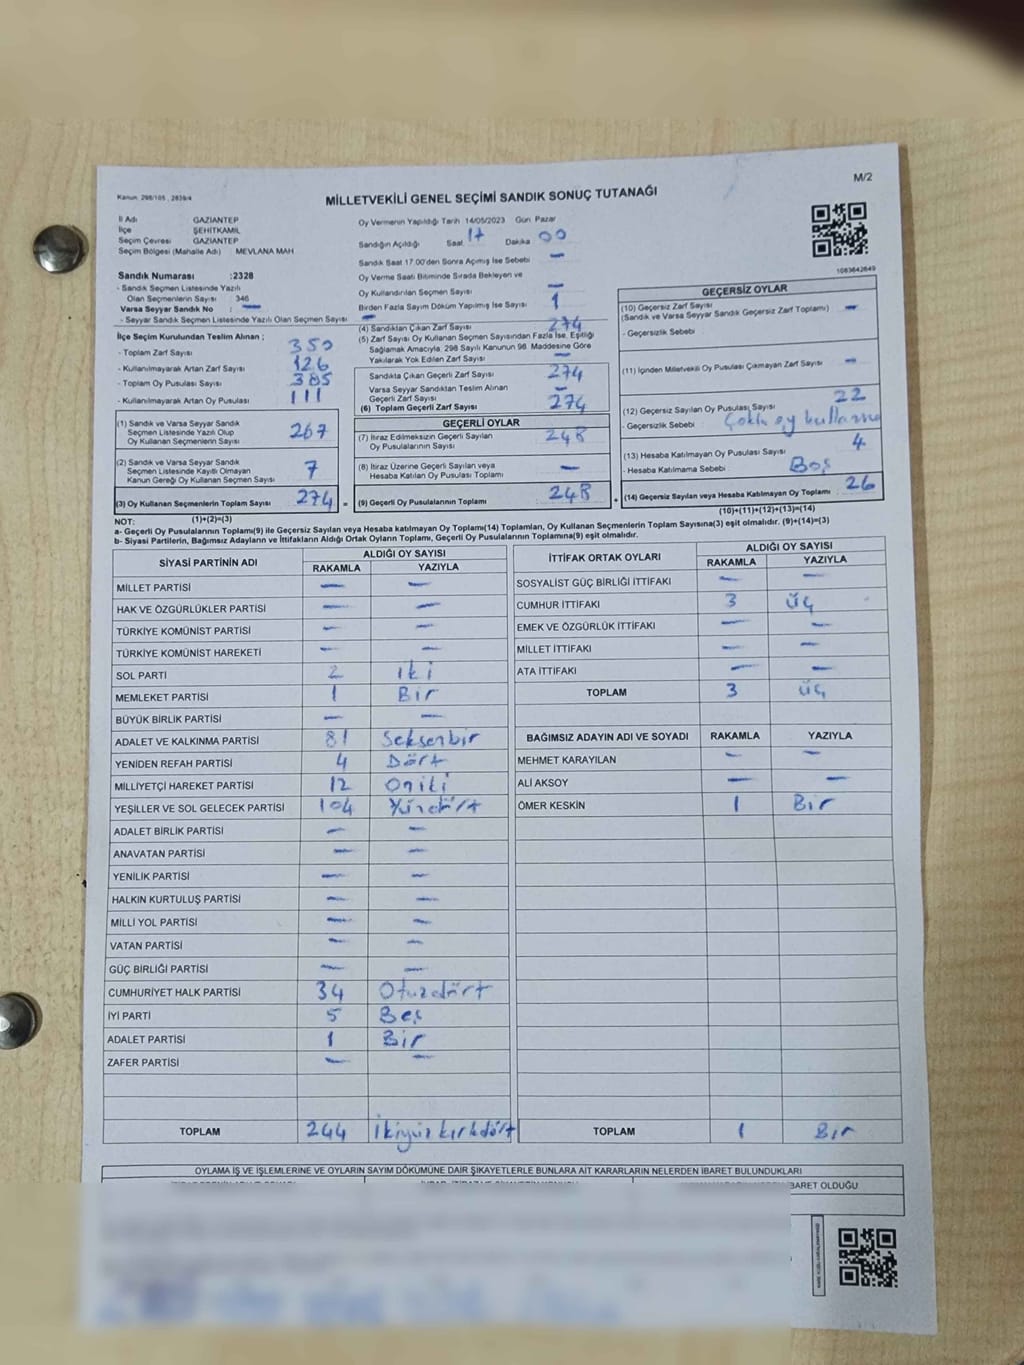 M/2
Kanun: 298/105 , 2839/4
MİLLETVEKİLİ GENEL SEÇİMİ SANDIK SONUÇ TUTANAĞI
İl Adı GAZİANTEP
İlçe ŞEHİTKAMİL
Seçim Çevresi GAZİANTEP
Seçim Bölgesi (Mahalle Adı) MEVLANA MAH
Sandık Numarası :2328
- Sandık Seçmen Listesinde Yazılı
Olan Seçmenlerin Sayısı : 346
Varsa Seyyar Sandık No : —
- Seyyar Sandık Seçmen Listesinde Yazılı Olan Seçmen Sayısı —
İlçe Seçim Kurulundan Teslim Alınan ;
- Toplam Zarf Sayısı 350
- Kullanılmayarak Artan Zarf Sayısı 126
- Toplam Oy Pusulası Sayısı 385
- Kullanılmayarak Artan Oy Pusulası 111
Oy Vermenin Yapıldığı Tarih 14/05/2023 Gün: Pazar
Sandığın Açıldığı Saat 17 Dakika 00
Sandık Saat 17.00'den Sonra Açılmış İse Sebebi —
Oy Verme Saati Bitiminde Sırada Bekleyen ve
Oy Kullandırılan Seçmen Sayısı —
Birden Fazla Sayım Döküm Yapılmış İse Sayısı 1
(4) Sandıktan Çıkan Zarf Sayısı 274
(5) Zarf Sayısı Oy Kullanan Seçmen Sayısından Fazla İse, Eşitliği
Sağlamak Amacıyla, 298 Sayılı Kanunun 98. Maddesine Göre
Yakılarak Yok Edilen Zarf Sayısı —
Sandıkta Çıkan Geçerli Zarf Sayısı 274
Varsa Seyyar Sandıktan Teslim Alınan
Geçerli Zarf Sayısı —
(6) Toplam Geçerli Zarf Sayısı 274
1083642649
GEÇERSİZ OYLAR
(10) Geçersiz Zarf Sayısı —
(Sandık ve Varsa Seyyar Sandık Geçersiz Zarf Toplamı)
- Geçersizlik Sebebi
(11) İçinden Milletvekili Oy Pusulası Çıkmayan Zarf Sayısı —
(12) Geçersiz Sayılan Oy Pusulası Sayısı 22
- Geçersizlik Sebebi : Çoklu oy kullanma
(13) Hesaba Katılmayan Oy Pusulası Sayısı 4
- Hesaba Katılmama Sebebi : Boş
(14) Geçersiz Sayılan veya Hesaba Katılmayan Oy Toplamı 26
(10)+(11)+(12)+(13)=(14)
(1) Sandık ve Varsa Seyyar Sandık
Seçmen Listesinde Yazılı Olup
Oy Kullanan Seçmenlerin Sayısı 267
(2) Sandık ve Varsa Seyyar Sandık
Seçmen Listesinde Kayıtlı Olmayan
Kanun Gereği Oy Kullanan Seçmen Sayısı 7
(3) Oy Kullanan Seçmenlerin Toplam Sayısı 274 =
(1)+(2)=(3)
GEÇERLİ OYLAR
(7) İtiraz Edilmeksizin Geçerli Sayılan
Oy Pusulalarının Sayısı 248
(8) İtiraz Üzerine Geçerli Sayılan veya
Hesaba Katılan Oy Pusulası Toplamı —
(9) Geçerli Oy Pusulalarının Toplamı 248 +
NOT:
a- Geçerli Oy Pusulalarının Toplamı(9) ile Geçersiz Sayılan veya Hesaba katılmayan Oy Toplamı(14) Toplamları, Oy Kullanan Seçmenlerin Toplam Sayısına(3) eşit olmalıdır. (9)+(14)=(3)
b- Siyasi Partilerin, Bağımsız Adayların ve İttifakların Aldığı Ortak Oyların Toplamı, Geçerli Oy Pusulalarının Toplamına(9) eşit olmalıdır.
SİYASİ PARTİNİN ADI ALDIĞI OY SAYISI
RAKAMLA YAZIYLA
MİLLET PARTİSİ — —
HAK VE ÖZGÜRLÜKLER PARTİSİ — —
TÜRKİYE KOMÜNİST PARTİSİ — —
TÜRKİYE KOMÜNİST HAREKETİ — —
SOL PARTİ 2 iki
MEMLEKET PARTİSİ 1 Bir
BÜYÜK BİRLİK PARTİSİ — —
ADALET VE KALKINMA PARTİSİ 81 Seksenbir
YENİDEN REFAH PARTİSİ 4 Dört
MİLLİYETÇİ HAREKET PARTİSİ 12 Oniki
YEŞİLLER VE SOL GELECEK PARTİSİ 104 Yüzdört
ADALET BİRLİK PARTİSİ — —
ANAVATAN PARTİSİ — —
YENİLİK PARTİSİ — —
HALKIN KURTULUŞ PARTİSİ — —
MİLLİ YOL PARTİSİ — —
VATAN PARTİSİ — —
GÜÇ BİRLİĞİ PARTİSİ — —
CUMHURİYET HALK PARTİSİ 34 Otuzdört
İYİ PARTİ 5 Beş
ADALET PARTİSİ 1 Bir
ZAFER PARTİSİ — —
TOPLAM 244 İkiyüzkırkdört
İTTİFAK ORTAK OYLARI ALDIĞI OY SAYISI
RAKAMLA YAZIYLA
SOSYALİST GÜÇ BİRLİĞİ İTTİFAKI — —
CUMHUR İTTİFAKI 3 üç
EMEK VE ÖZGÜRLÜK İTTİFAKI — —
MİLLET İTTİFAKI — —
ATA İTTİFAKI — —
TOPLAM 3 üç
BAĞIMSIZ ADAYIN ADI VE SOYADI RAKAMLA YAZIYLA
MEHMET KARAYILAN — —
ALİ AKSOY — —
ÖMER KESKİN 1 Bir
TOPLAM 1 Bir
OYLAMA İŞ VE İŞLEMLERİNE VE OYLARIN SAYIM DÖKÜMÜNE DAİR ŞİKAYETLERLE BUNLARA AİT KARARLARIN NELERDEN İBARET BULUNDUKLARI
BARET OLDUĞU